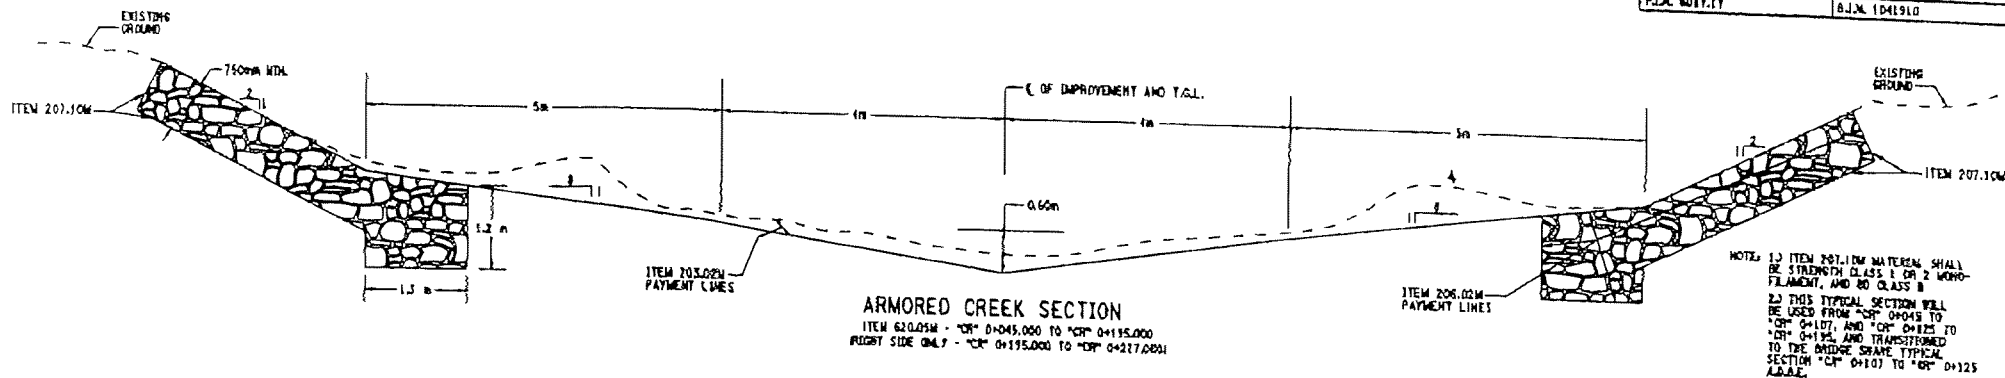 EXISTING
GROUND
750mm MIN.
ITEM 207.10M
2
1
5m
4m
℄ OF IMPROVEMENT AND T.G.L.
4m
5m
EXISTING
GROUND
2
1
ITEM 207.10M
8
1
0.60m
8
1
1.2 m
1.5 m
ITEM 203.02M
PAYMENT LINES
ITEM 206.02M
PAYMENT LINES
ARMORED CREEK SECTION
ITEM 620.05M - "CR" 0+045.000 TO "CR" 0+195.000
(RIGHT SIDE ONLY - "CR" 0+195.000 TO "CR" 0+227.000)
NOTE: 1.) ITEM 207.10M MATERIAL SHALL
BE STRENGTH CLASS 1 OR 2 MONO-
FILAMENT, AND SO CLASS B
2.) THIS TYPICAL SECTION WILL
BE USED FROM "CR" 0+045 TO
"CR" 0+107, AND "CR" 0+125 TO
"CR" 0+195, AND TRANSITIONED
TO THE BRIDGE SHAPE TYPICAL
SECTION "CR" 0+107 TO "CR" 0+125
A.O.B.E.